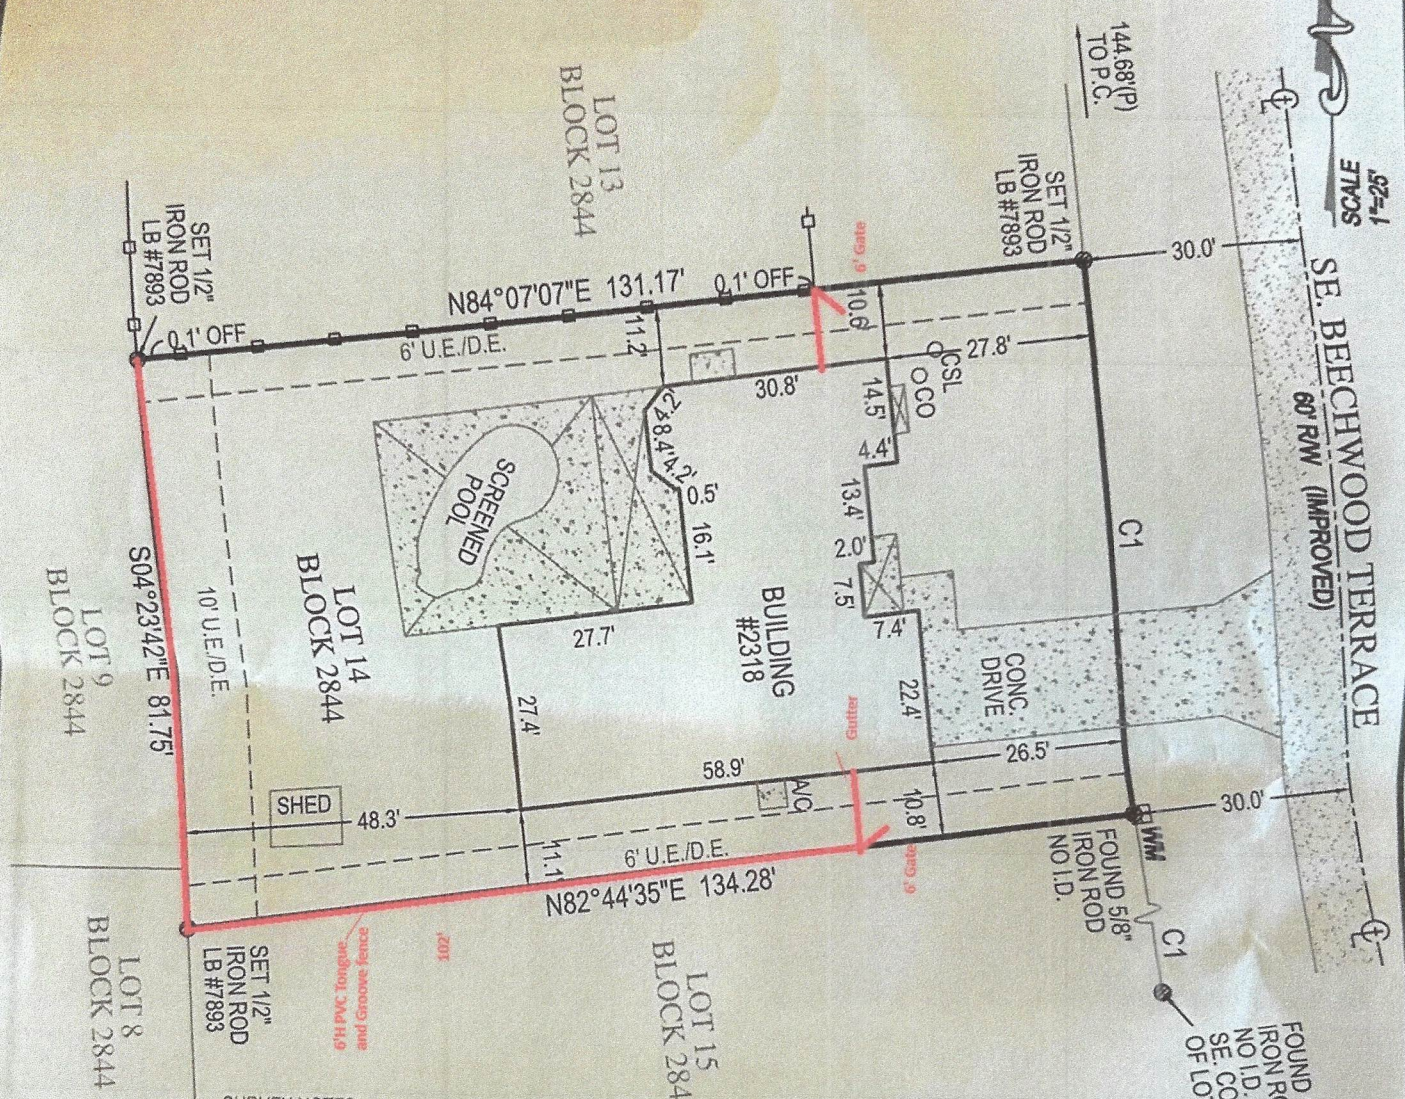 1"=25'
SCALE
SE. BEECHWOOD TERRACE
60' R/W (IMPROVED)
144.68'(P)
TO P.C.
30.0'
30.0'
C1
SET 1/2"
IRON ROD
LB #7893
WM
FOUND 5/8"
IRON ROD
NO I.D.
C1
FOUND
IRON
NO I.D.
SE.
LOT 13
BLOCK 2844
N84°07'07"E 131.17'
0.1' OFF
0.1' OFF
6' U.E./D.E.
6' Gate
10.6'
11.2'
27.8'
CSL
CO
30.8'
14.5'
4.4'
13.4'
2.0'
7.5'
7.4'
22.4'
4.2'
8.4'
4.2'
0.5'
16.1'
27.7'
27.4'
58.9'
26.5'
10.8'
11.1'
48.3'
CONC.
DRIVE
BUILDING
#2318
SCREENED
POOL
LOT 14
BLOCK 2844
SHED
A/C
Gutter
6' Gate
6' U.E./D.E.
N82°44'35"E 134.28'
102'
6'H PVC Tongue
and Groove fence
10' U.E./D.E.
S04°23'42"E 81.75'
SET 1/2"
IRON ROD
LB #7893
SET 1/2"
IRON ROD
LB #7893
LOT 9
BLOCK 2844
LOT 8
BLOCK 2844
LOT 15
BLOCK 284